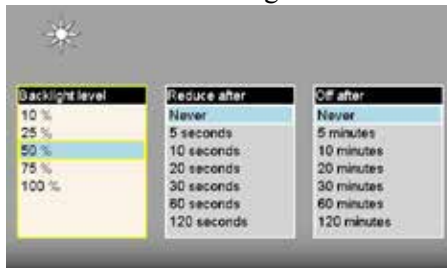 Backlight level
10 %
25 %
50 %
75 %
100 %
Reduce after
Never
5 seconds
10 seconds
20 seconds
30 seconds
60 seconds
120 seconds
Off after
Never
5 minutes
10 minutes
20 minutes
30 minutes
60 minutes
120 minutes